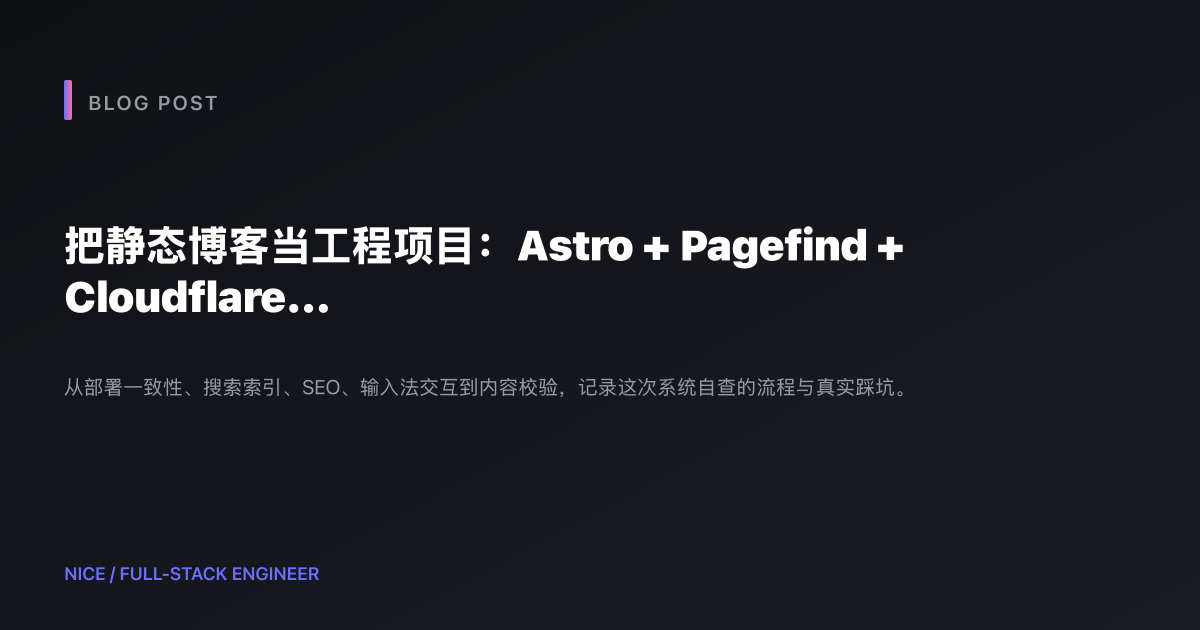 BLOG POST
把静态博客当工程项目：Astro + Pagefind +
Cloudflare...
从部署一致性、搜索索引、SEO、输入法交互到内容校验，记录这次系统自查的流程与真实踩坑。
NICE / FULL-STACK ENGINEER